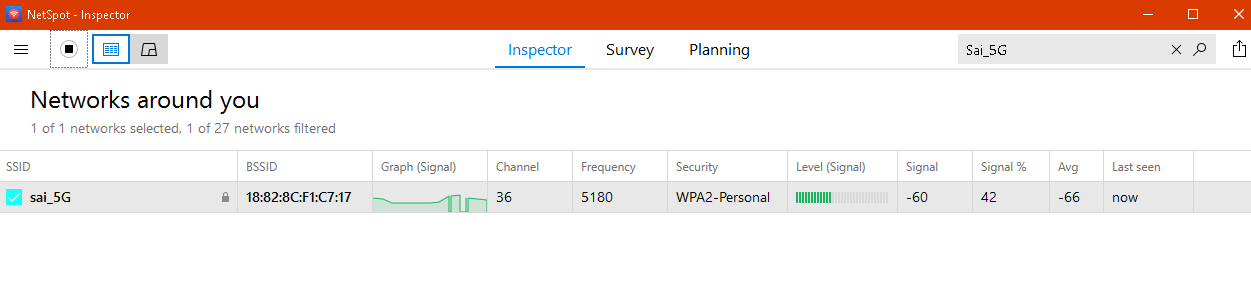 NetSpot - Inspector
Inspector Survey Planning Sai_5G
Networks around you
1 of 1 networks selected, 1 of 27 networks filtered
SSID BSSID Graph (Signal) Channel Frequency Security Level (Signal) Signal Signal % Avg Last seen
sai_5G 18:82:8C:F1:C7:17 36 5180 WPA2-Personal -60 42 -66 now